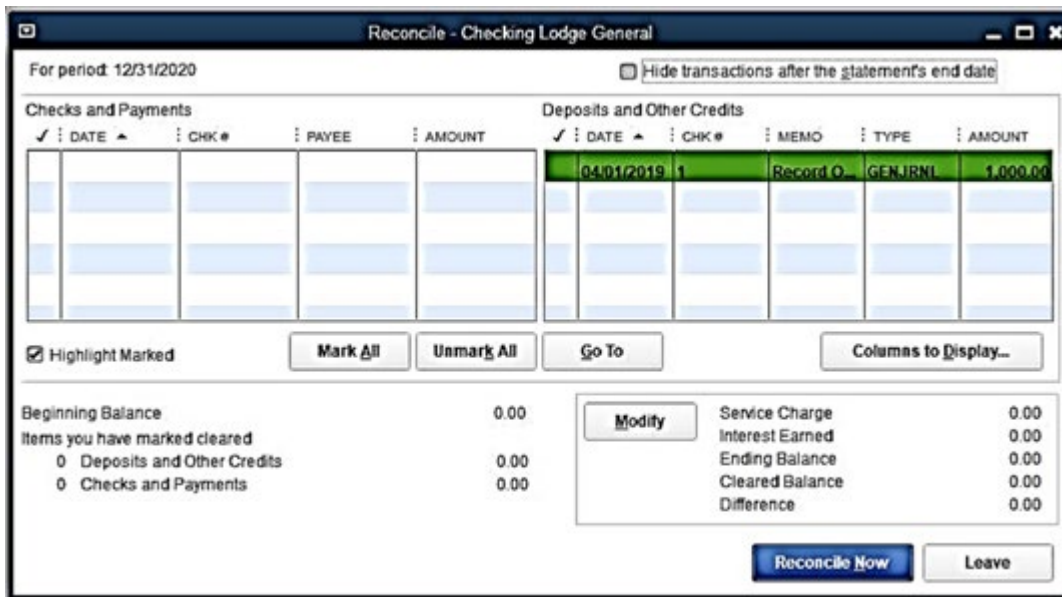 Reconcile - Checking Lodge General
For period: 12/31/2020
Hide transactions after the statement's end date
Checks and Payments
Deposits and Other Credits
✓ DATE ▲ CHK # PAYEE AMOUNT
✓ DATE ▲ CHK # MEMO TYPE AMOUNT
04/01/2019 1 Record O... GENJRNL 1,000.00
Highlight Marked
Mark All
Unmark All
Go To
Columns to Display...
Beginning Balance 0.00
Items you have marked cleared
0 Deposits and Other Credits 0.00
0 Checks and Payments 0.00
Modify
Service Charge 0.00
Interest Earned 0.00
Ending Balance 0.00
Cleared Balance 0.00
Difference 0.00
Reconcile Now
Leave